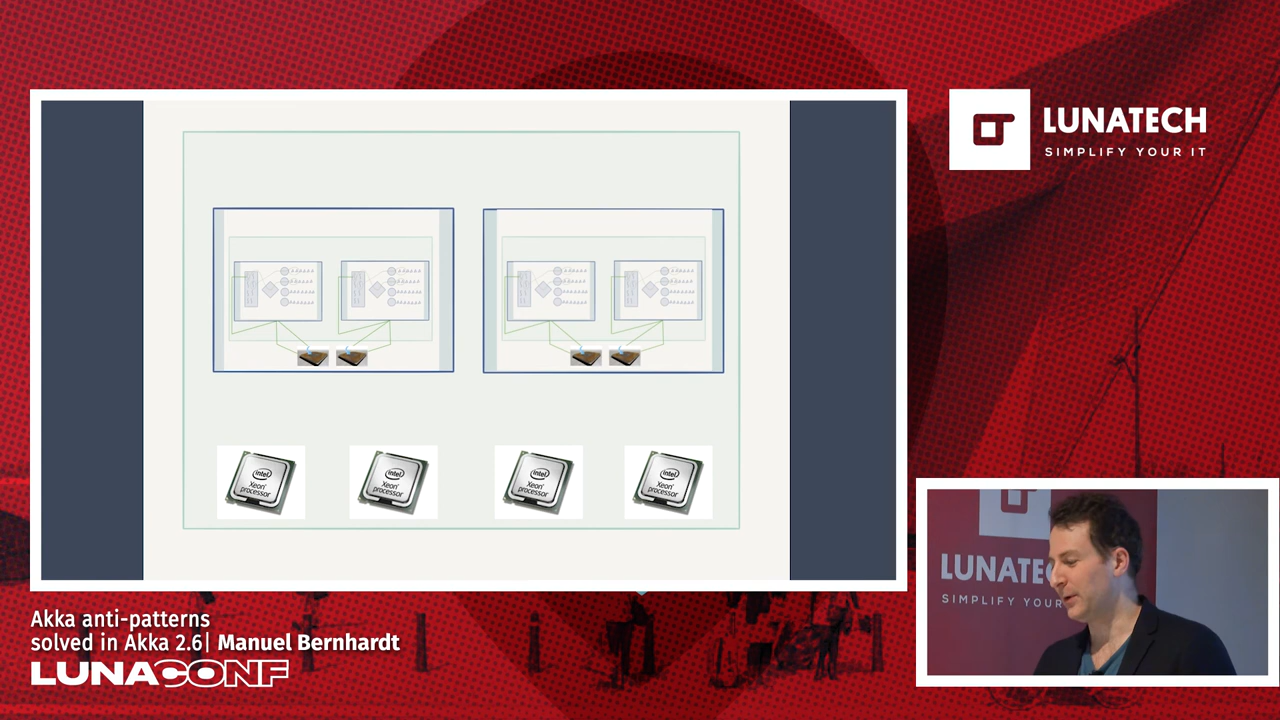 LUNATECH
SIMPLIFY YOUR IT
intel
Xeon
processor
intel
Xeon
processor
intel
Xeon
processor
intel
Xeon
processor
LUNATEC
SIMPLIFY YOUR
Akka anti-patterns
solved in Akka 2.6| Manuel Bernhardt
LUNACONF